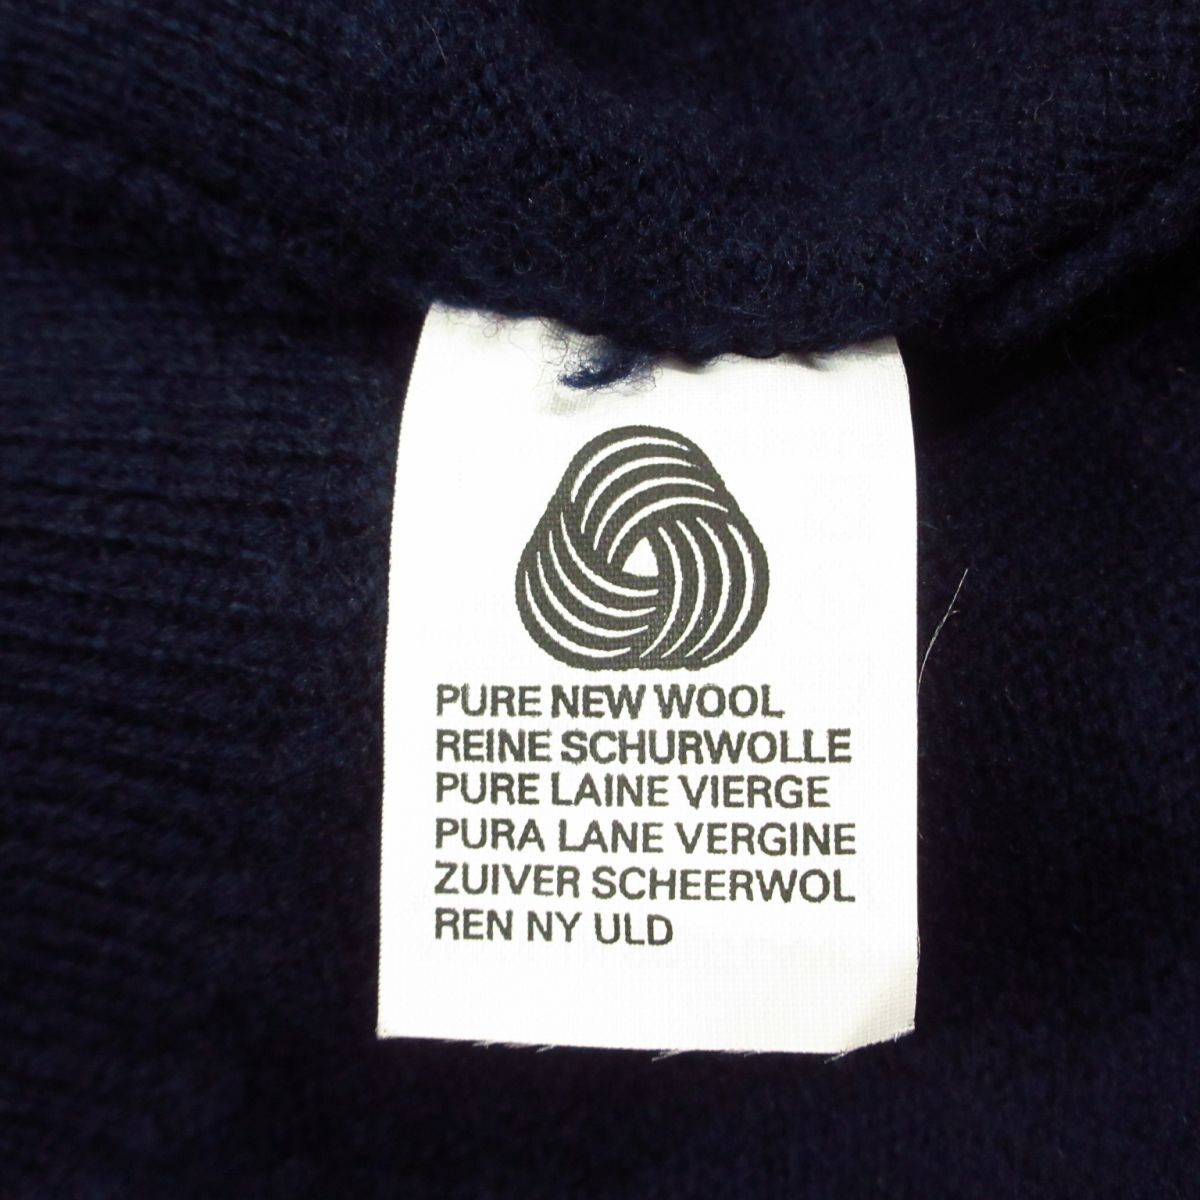 PURE NEW WOOL
REINE SCHURWOLLE
PURE LAINE VIERGE
PURA LANE VERGINE
ZUIVER SCHEERWOL
REN NY ULD